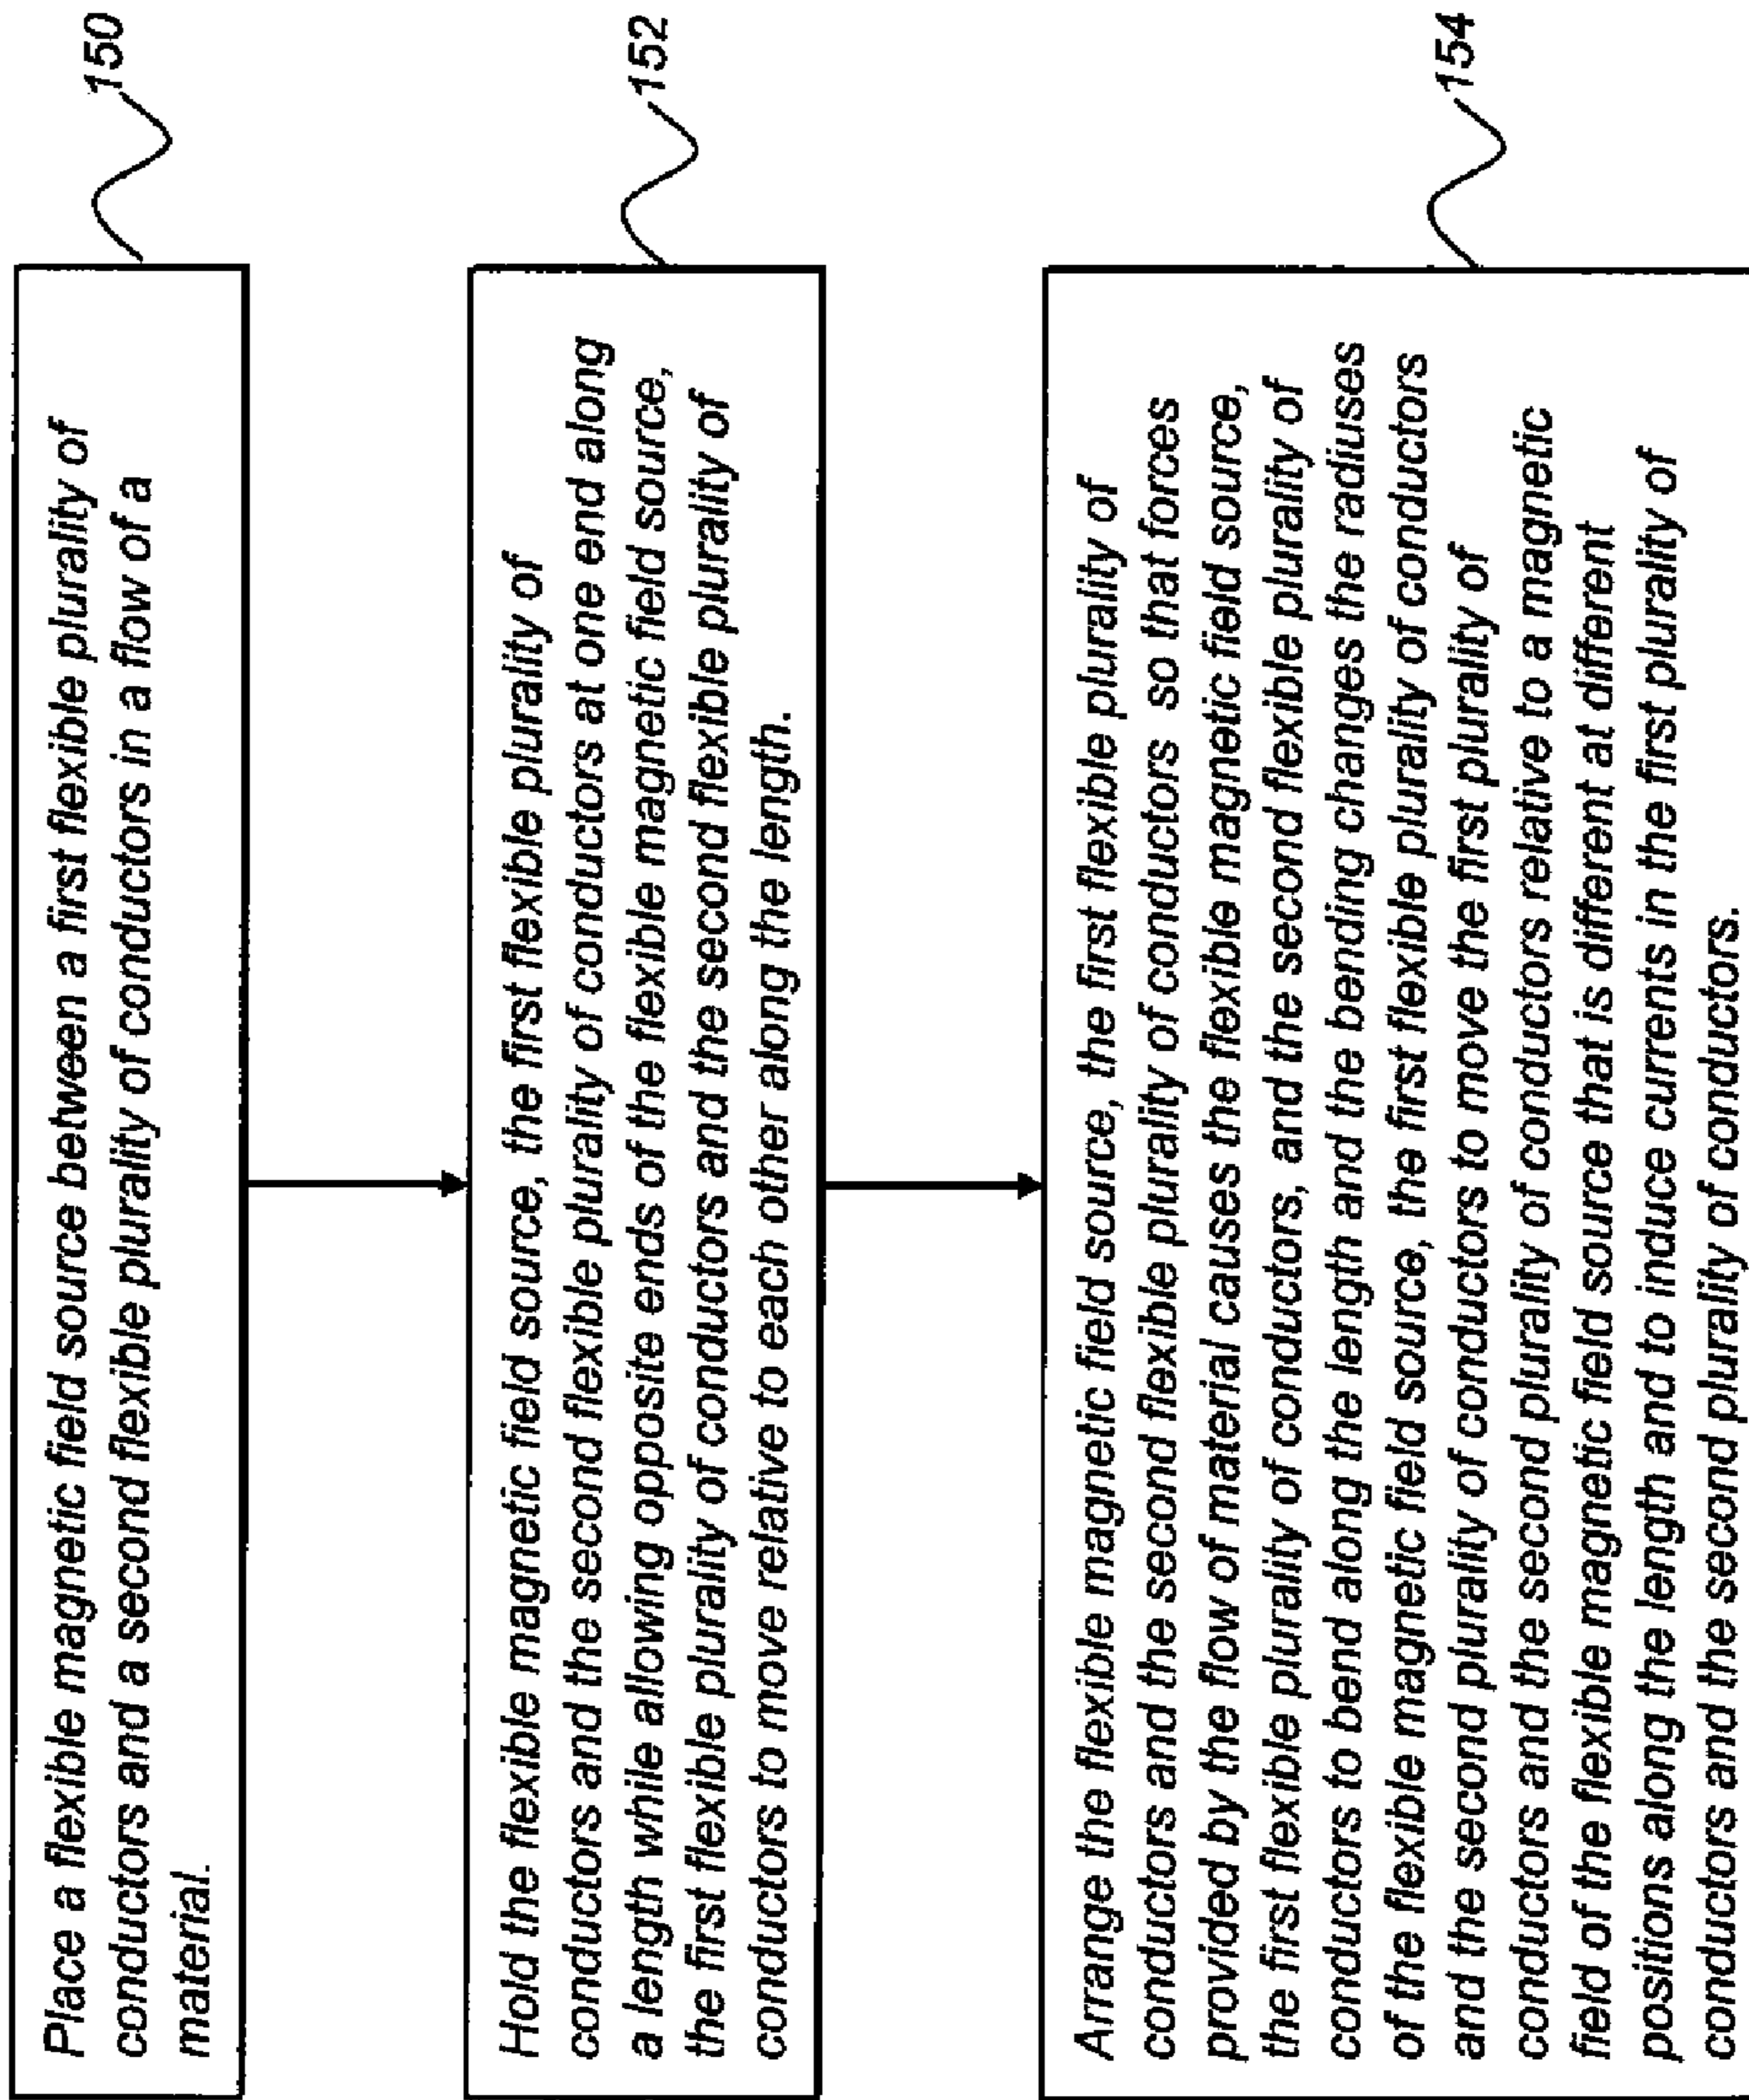 Place a flexible magnetic field source between a first flexible plurality of
conductors and a second flexible plurality of conductors in a flow of a
material.
150
Hold the flexible magnetic field source, the first flexible plurality of
conductors and the second flexible plurality of conductors at one end along
a length while allowing opposite ends of the flexible magnetic field source,
the first flexible plurality of conductors and the second flexible plurality of
conductors to move relative to each other along the length.
152
Arrange the flexible magnetic field source, the first flexible plurality of
conductors and the second flexible plurality of conductors so that forces
provided by the flow of material causes the flexible magnetic field source,
the first flexible plurality of conductors, and the second flexible plurality of
conductors to bend along the length and the bending changes the radiuses
of the flexible magnetic field source, the first flexible plurality of conductors
and the second plurality of conductors to move the first plurality of
conductors and the second plurality of conductors relative to a magnetic
field of the flexible magnetic field source that is different at different
positions along the length and to induce currents in the first plurality of
conductors and the second plurality of conductors.
154